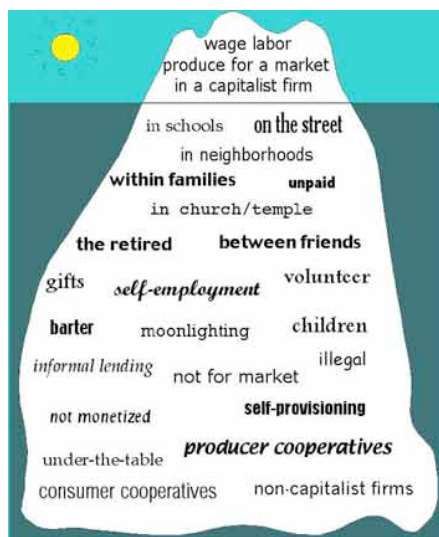 wage labor
produce for a market
in a capitalist firm
in schools on the street
in neighborhoods
within families unpaid
in church/temple
the retired between friends
gifts self-employment volunteer
barter moonlighting children
informal lending not for market illegal
not monetized self-provisioning
under-the-table producer cooperatives
consumer cooperatives non-capitalist firms